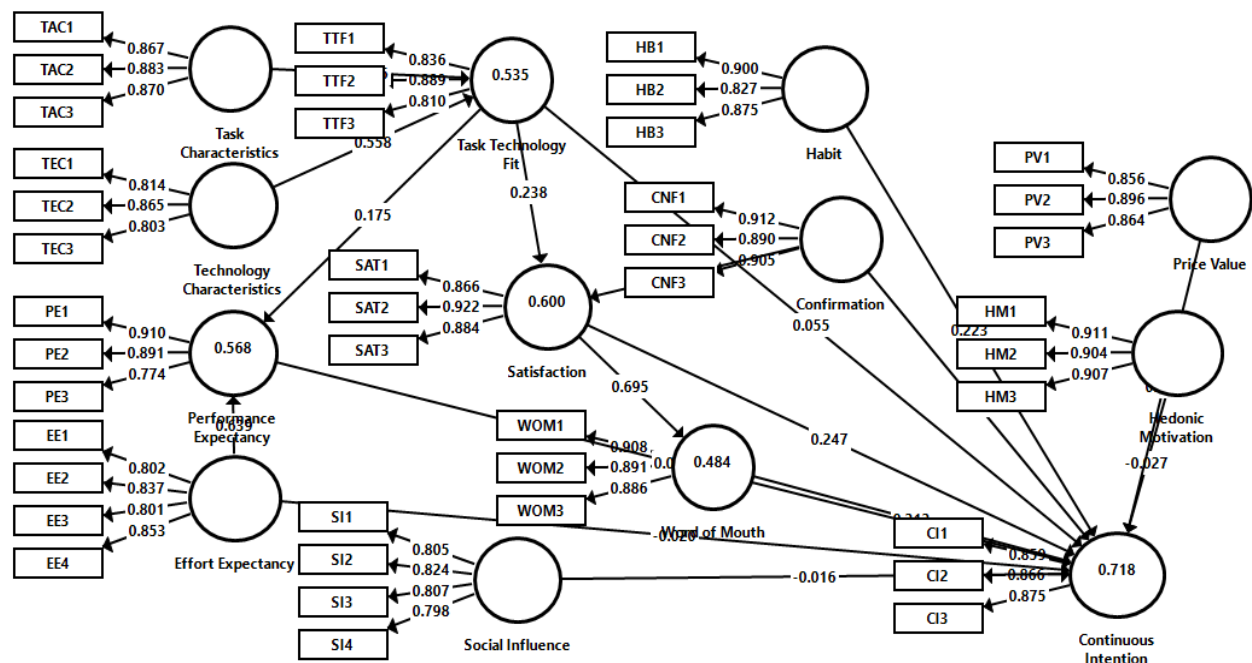 TAC1
TAC2
TAC3
0.867
0.883
0.870
Task
Characteristics
TTF1
TTF2
TTF3
0.836
0.889
0.810
0.535
Task Technology
Fit
HB1
HB2
HB3
0.900
0.827
0.875
Habit
TEC1
TEC2
TEC3
0.814
0.865
0.803
Technology
Characteristics
0.558
0.175
0.238
CNF1
CNF2
CNF3
0.912
0.890
0.905
Confirmation
PV1
PV2
PV3
0.856
0.896
0.864
Price Value
SAT1
SAT2
SAT3
0.866
0.922
0.884
0.600
Satisfaction
0.055
0.223
PE1
PE2
PE3
0.910
0.891
0.774
0.568
Performance
Expectancy
0.639
HM1
HM2
HM3
0.911
0.904
0.907
Hedonic
Motivation
0.695
0.247
-0.027
EE1
EE2
EE3
EE4
0.802
0.837
0.801
0.853
Effort Expectancy
WOM1
WOM2
WOM3
0.908
0.891
0.886
0.484
Word of Mouth
-0.020
SI1
SI2
SI3
SI4
0.805
0.824
0.807
0.798
Social Influence
-0.016
CI1
CI2
CI3
0.859
0.866
0.875
0.718
Continuous
Intention